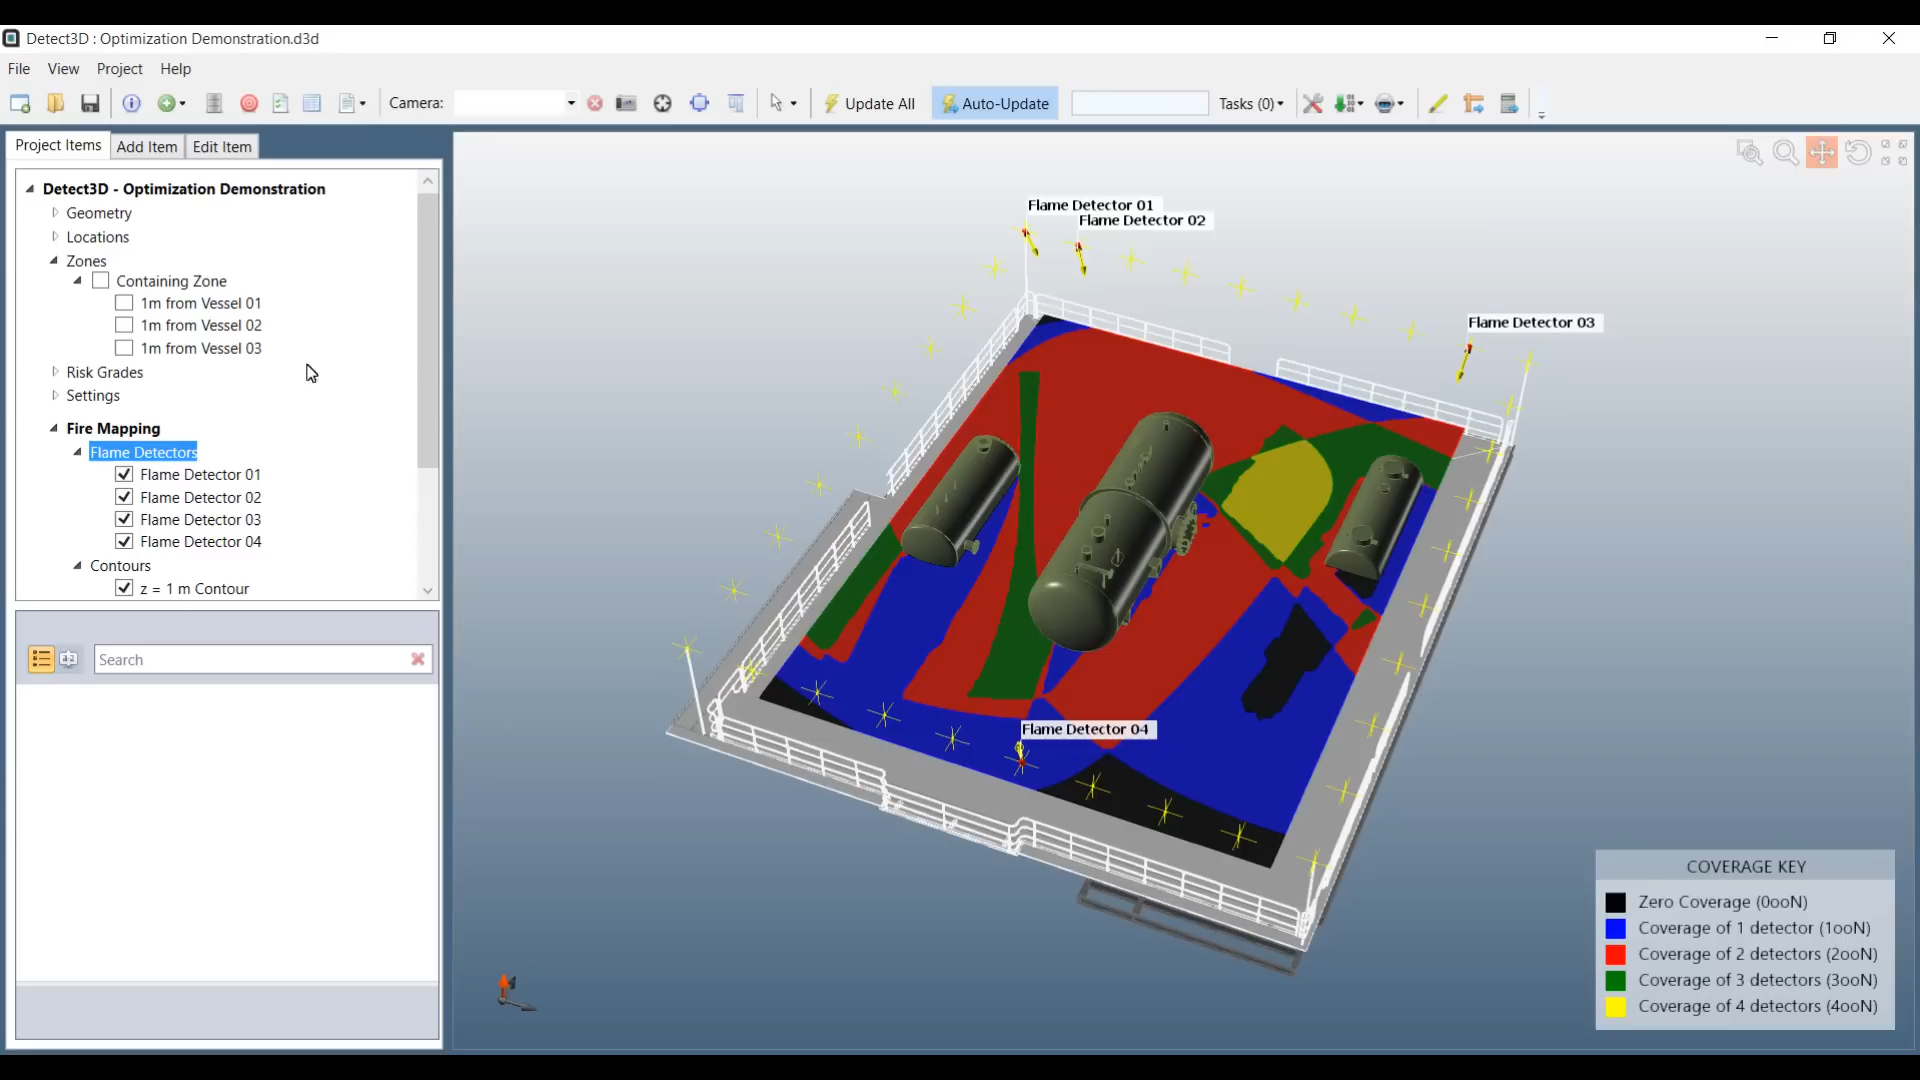 Detect3D : Optimization Demonstration.d3d
File View Project Help
Camera:
Update All
Auto-Update
Tasks (0)
Project Items
Add Item
Edit Item
Detect3D - Optimization Demonstration
Geometry
Locations
Zones
Containing Zone
1m from Vessel 01
1m from Vessel 02
1m from Vessel 03
Risk Grades
Settings
Fire Mapping
Flame Detectors
Flame Detector 01
Flame Detector 02
Flame Detector 03
Flame Detector 04
Contours
z = 1 m Contour
Search
Flame Detector 01
Flame Detector 02
Flame Detector 03
Flame Detector 04
COVERAGE KEY
Zero Coverage (0ooN)
Coverage of 1 detector (1ooN)
Coverage of 2 detectors (2ooN)
Coverage of 3 detectors (3ooN)
Coverage of 4 detectors (4ooN)